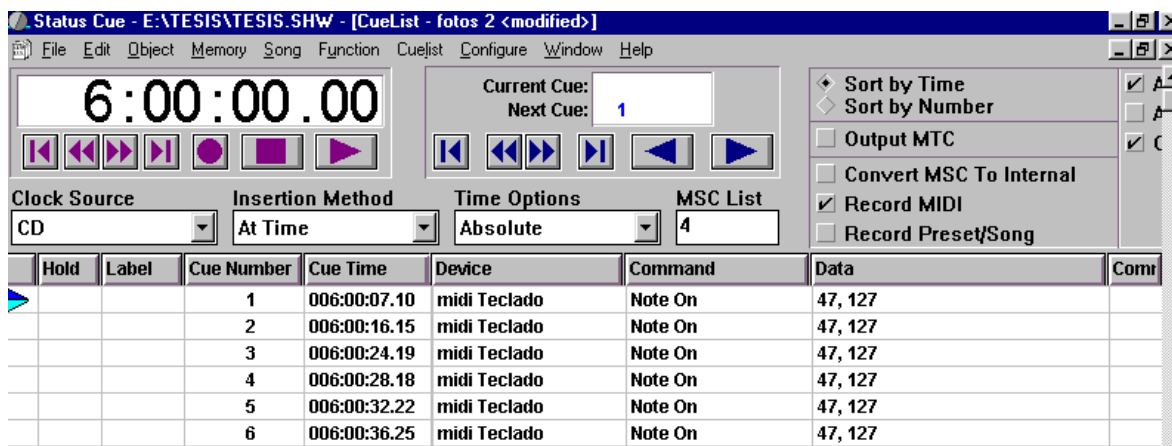 Status Cue - E:\TESIS\TESIS.SHW - [CueList - fotos 2 <modified>]
File Edit Object Memory Song Function Cuelist Configure Window Help
6:00:00.00
Current Cue:
Next Cue: 1
Sort by Time
Sort by Number
Output MTC
Convert MSC To Internal
Record MIDI
Record Preset/Song
Clock Source Insertion Method Time Options MSC List
CD At Time Absolute 4
Hold Label Cue Number Cue Time Device Command Data
1 006:00:07.10 midi Teclado Note On 47, 127
2 006:00:16.15 midi Teclado Note On 47, 127
3 006:00:24.19 midi Teclado Note On 47, 127
4 006:00:28.18 midi Teclado Note On 47, 127
5 006:00:32.22 midi Teclado Note On 47, 127
6 006:00:36.25 midi Teclado Note On 47, 127